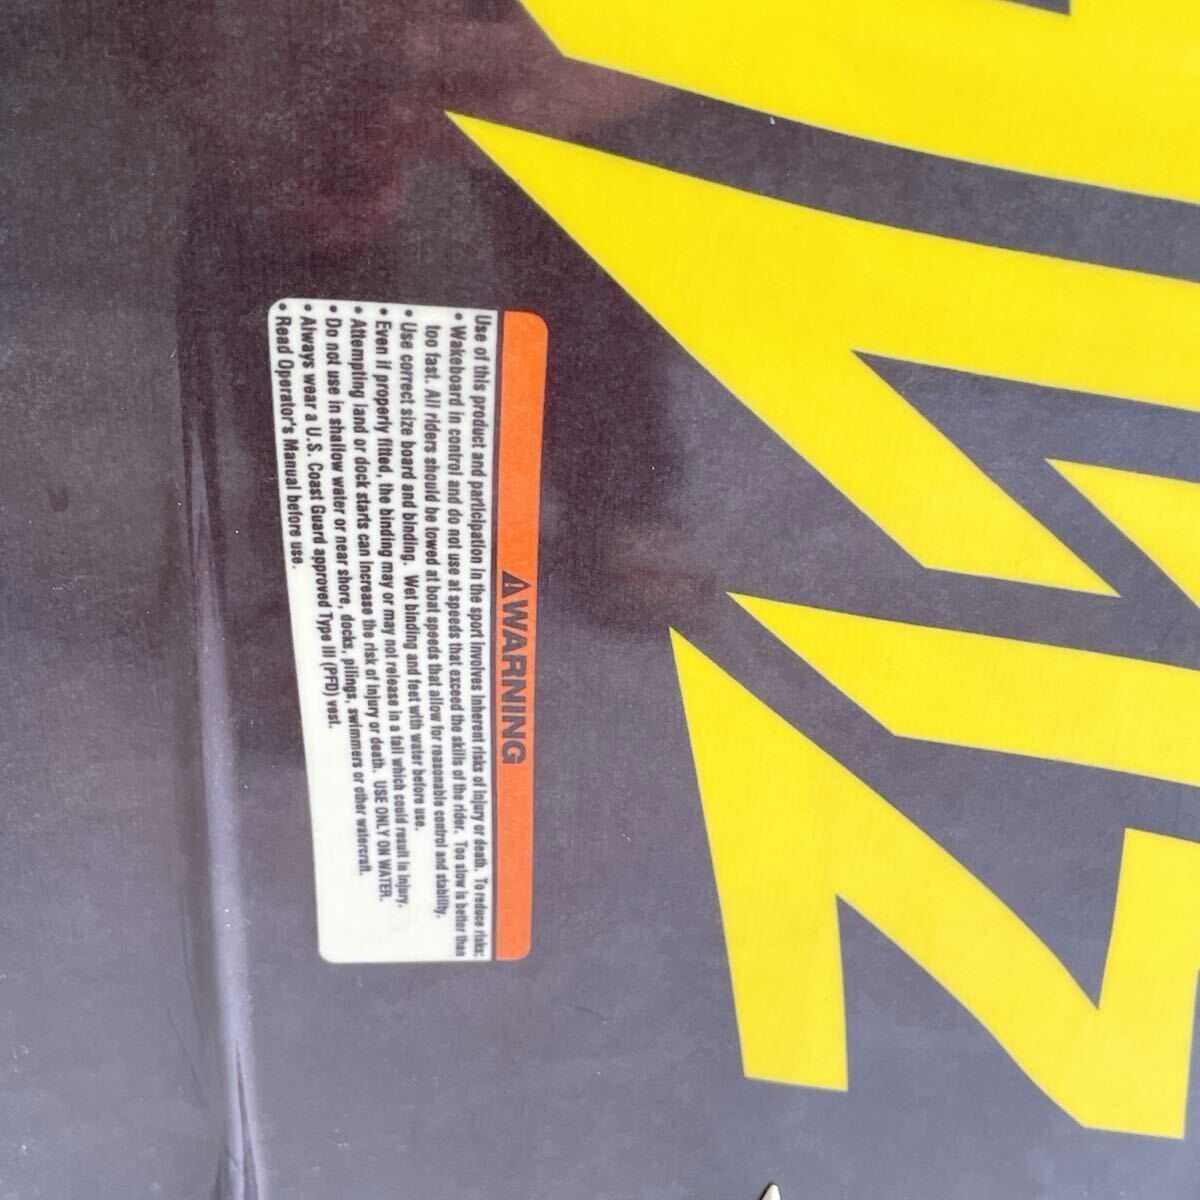 ⚠WARNING
Use of this product and participation in the sport involves inherent risks of injury or death. To reduce risks:
• Wakeboard in control and do not use at speeds that exceed the skills of the rider. Too slow is better than
too fast. All riders should be towed at boat speeds that allow for reasonable control and stability.
• Use correct size board and binding. Wet binding and feet with water before use.
• Even if properly fitted, the binding may or may not release in a fall which could result in injury.
• Attempting land or dock starts can increase the risk of injury or death. USE ONLY ON WATER.
• Do not use in shallow water or near shore, docks, pilings, swimmers or other watercraft.
• Always wear a U.S. Coast Guard approved Type III (PFD) vest.
• Read Operator's Manual before use.